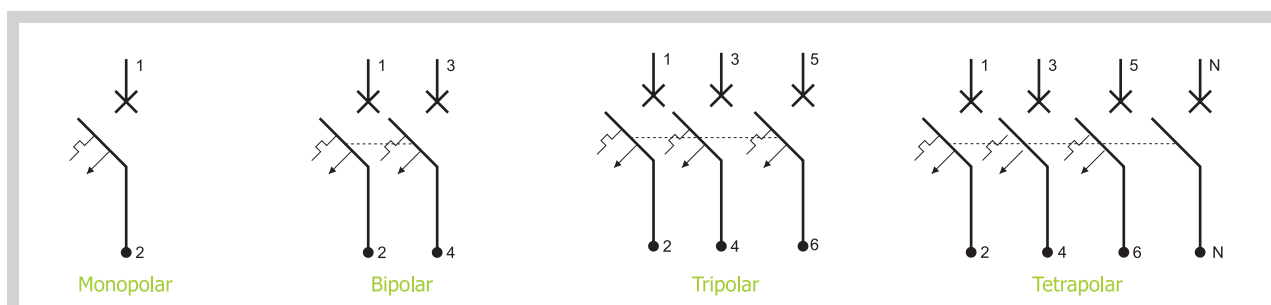 1
2
Monopolar
1 3
2 4
Bipolar
1 3 5
2 4 6
Tripolar
1 3 5 N
2 4 6 N
Tetrapolar